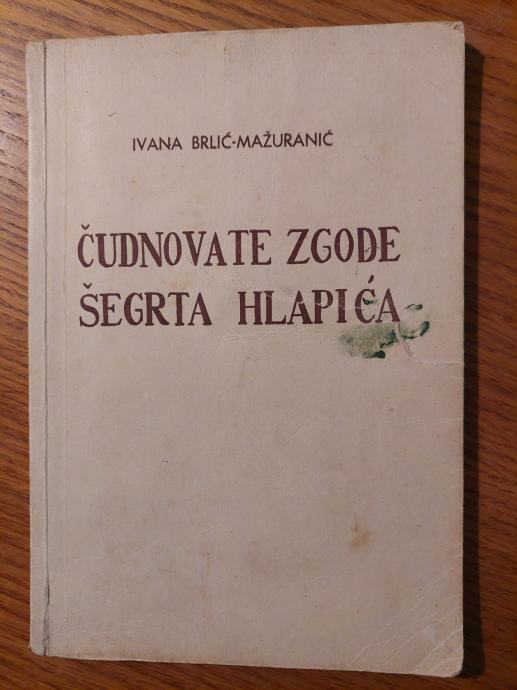 IVANA BRLIĆ-MAŽURANIĆ
ČUDNOVATE ZGODE
ŠEGRTA HLAPIĆA